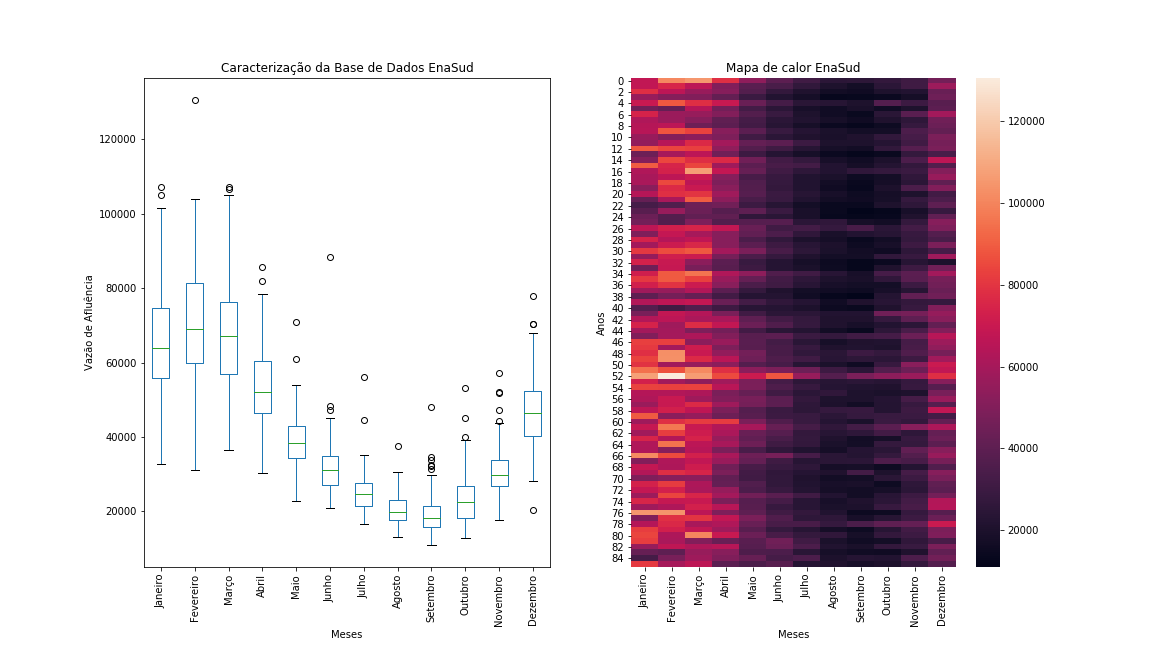 Caracterização da Base de Dados EnaSud
Vazão de Afluência
120000
100000
80000
60000
40000
20000
Janeiro
Fevereiro
Março
Abril
Maio
Junho
Julho
Agosto
Setembro
Outubro
Novembro
Dezembro
Meses
Mapa de calor EnaSud
Anos
0
2
4
6
8
10
12
14
16
18
20
22
24
26
28
30
32
34
36
38
40
42
44
46
48
50
52
54
56
58
60
62
64
66
68
70
72
74
76
78
80
82
84
Janeiro
Fevereiro
Março
Abril
Maio
Junho
Julho
Agosto
Setembro
Outubro
Novembro
Dezembro
Meses
120000
100000
80000
60000
40000
20000